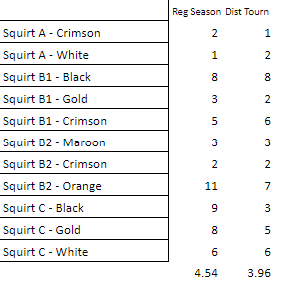 Reg Season Dist Tourn
Squirt A - Crimson 2 1
Squirt A - White 1 2
Squirt B1 - Black 8 8
Squirt B1 - Gold 3 2
Squirt B1 - Crimson 5 6
Squirt B2 - Maroon 3 3
Squirt B2 - Crimson 2 2
Squirt B2 - Orange 11 7
Squirt C - Black 9 3
Squirt C - Gold 8 5
Squirt C - White 6 6
4.54 3.96